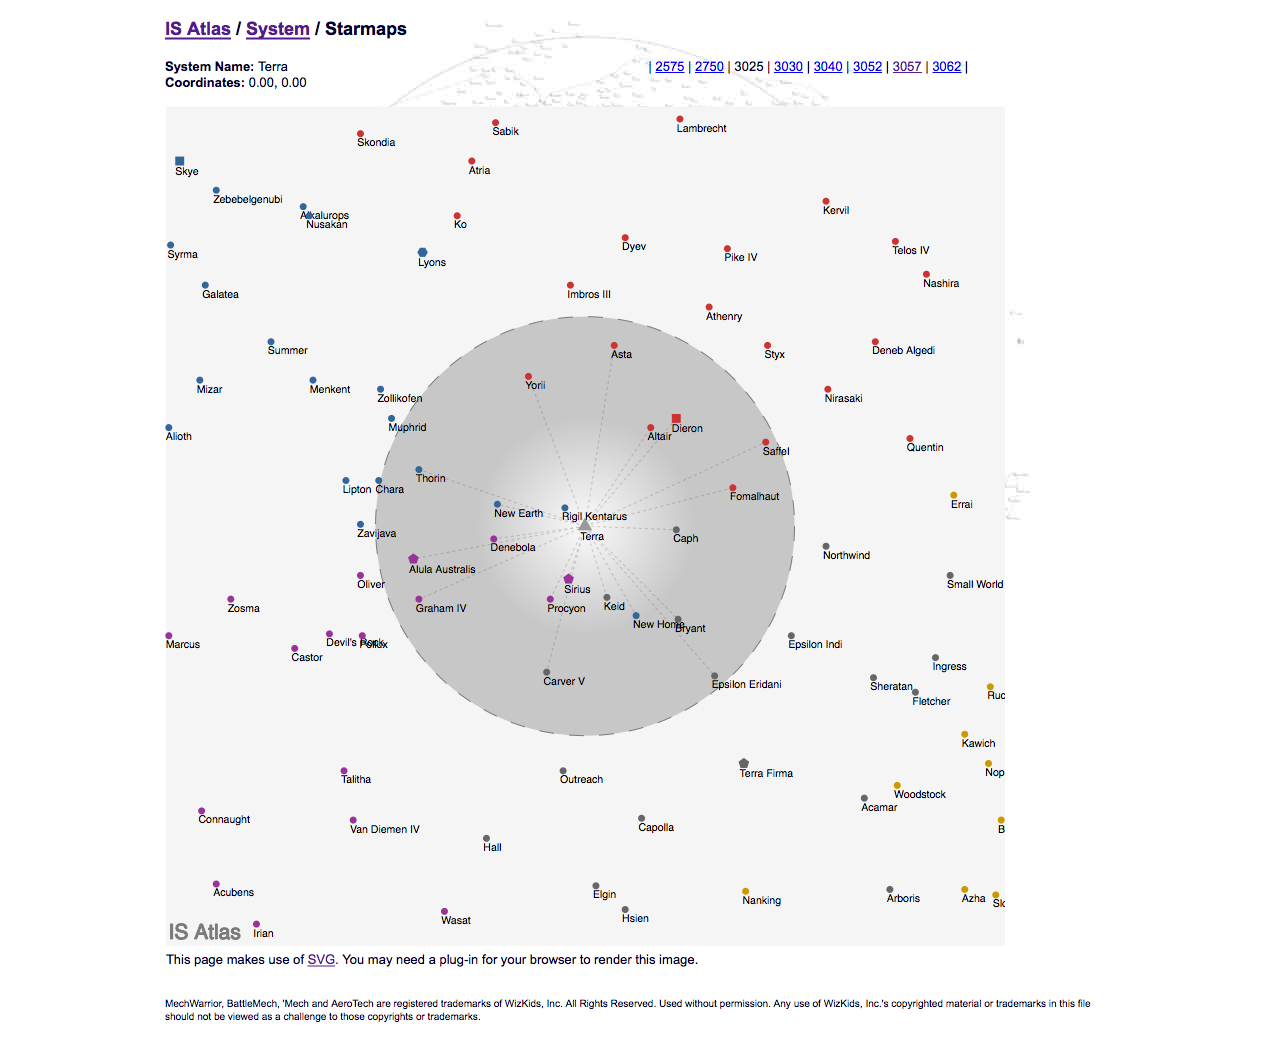 IS Atlas / System / Starmaps
System Name: Terra
| 2575 | 2750 | 3025 | 3030 | 3040 | 3052 | 3057 | 3062 |
Coordinates: 0.00, 0.00
Lambrecht
Sabik
Skondia
Atria
Skye
Zebebelgenubi
Kervil
Alkalurops
Nusakan
Ko
Dyev
Telos IV
Syrma
Pike IV
Lyons
Nashira
Galatea
Imbros III
Athenry
Summer
Asta
Styx
Deneb Algedi
Mizar
Menkent
Yorii
Zollikofen
Nirasaki
Muphrid
Dieron
Alioth
Altair
Saffel
Quentin
Thorin
Lipton
Chara
Fomalhaut
Errai
New Earth
Rigil Kentarus
Zavijava
Terra
Caph
Denebola
Northwind
Alula Australis
Oliver
Small World
Sirius
Zosma
Graham IV
Procyon
Keid
New Home
Bryant
Marcus
Devil's Rock
Pollux
Epsilon Indi
Castor
Ingress
Carver V
Epsilon Eridani
Sheratan
Ruc
Fletcher
Kawich
Nop
Talitha
Outreach
Terra Firma
Woodstock
Acamar
Connaught
Van Diemen IV
Capolla
B
Hall
Acubens
Elgin
Nanking
Arboris
Azha
Slo
Wasat
Hsien
IS Atlas
Irian
This page makes use of SVG. You may need a plug-in for your browser to render this image.
MechWarrior, BattleMech, 'Mech and AeroTech are registered trademarks of WizKids, Inc. All Rights Reserved. Used without permission. Any use of WizKids, Inc.'s copyrighted material or trademarks in this file
should not be viewed as a challenge to those copyrights or trademarks.